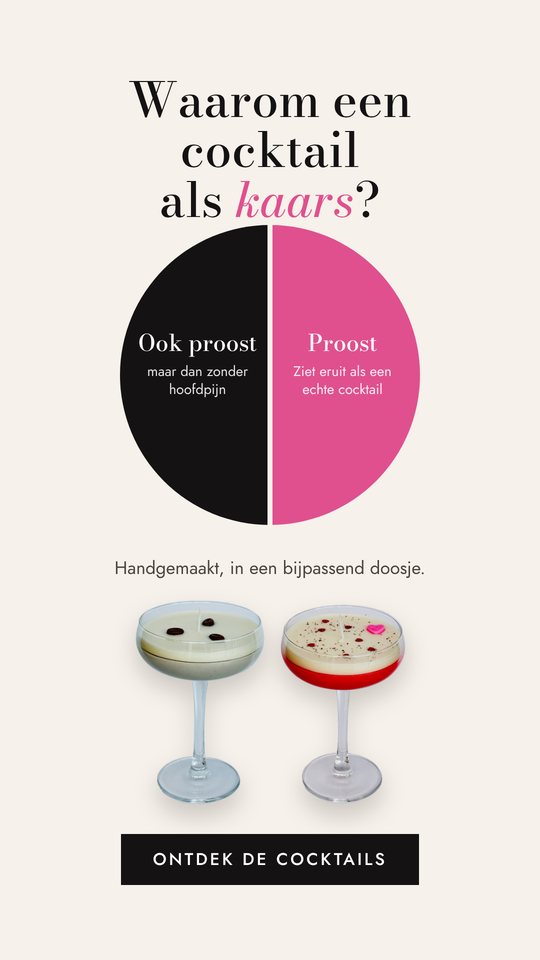 Waarom een
cocktail
als kaars?
Ook proost
maar dan zonder
hoofdpijn
Proost
Ziet eruit als een
echte cocktail
Handgemaakt, in een bijpassend doosje.
ONTDEK DE COCKTAILS